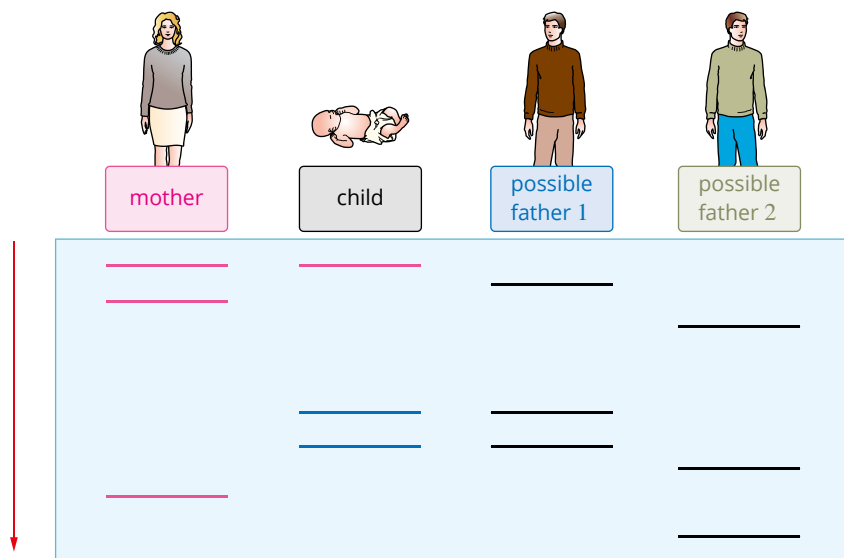 mother
child
possible
father 1
possible
father 2